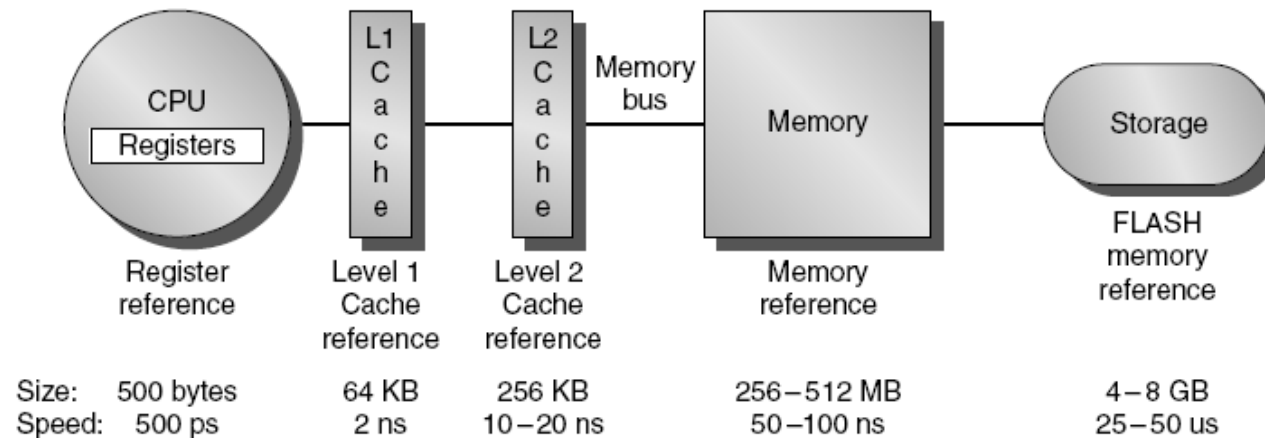 CPU
Registers
L1
C
a
c
h
e
L2
C
a
c
h
e
Memory
bus
Memory
Storage
Register
reference
Level 1
Cache
reference
Level 2
Cache
reference
Memory
reference
FLASH
memory
reference
Size: 500 bytes 64 KB 256 KB 256–512 MB 4–8 GB
Speed: 500 ps 2 ns 10–20 ns 50–100 ns 25–50 us